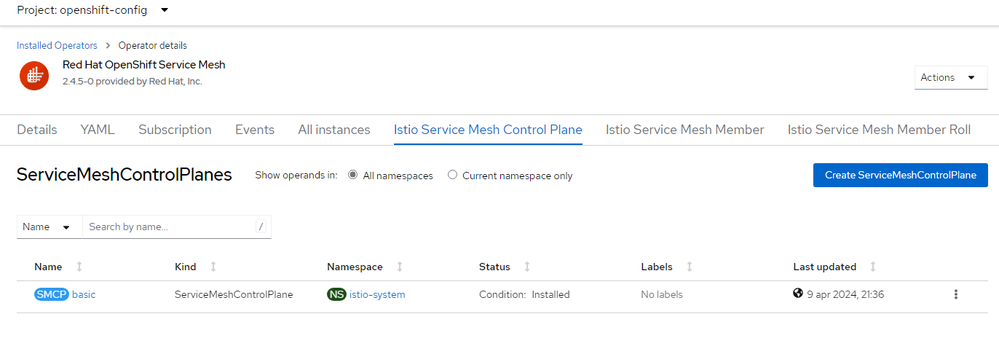 Project: openshift-config
Installed Operators > Operator details
Red Hat OpenShift Service Mesh
2.4.5-0 provided by Red Hat, Inc.
Actions
Details YAML Subscription Events All instances Istio Service Mesh Control Plane Istio Service Mesh Member Istio Service Mesh Member Roll
ServiceMeshControlPlanes Show operands in: All namespaces Current namespace only Create ServiceMeshControlPlane
Name Search by name... /
Name Kind Namespace Status Labels Last updated
SMCP basic ServiceMeshControlPlane NS istio-system Condition: Installed No labels 9 apr 2024, 21:36